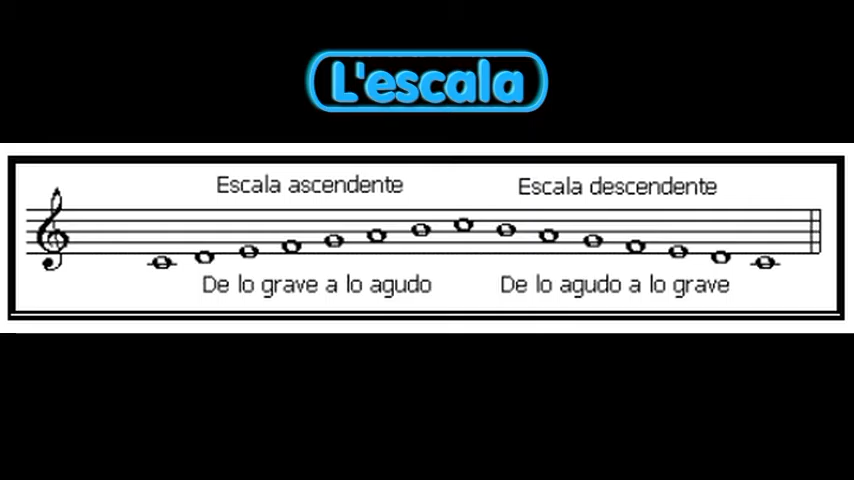 L'escala
Escala ascendente
Escala descendente
De lo grave a lo agudo
De lo agudo a lo grave